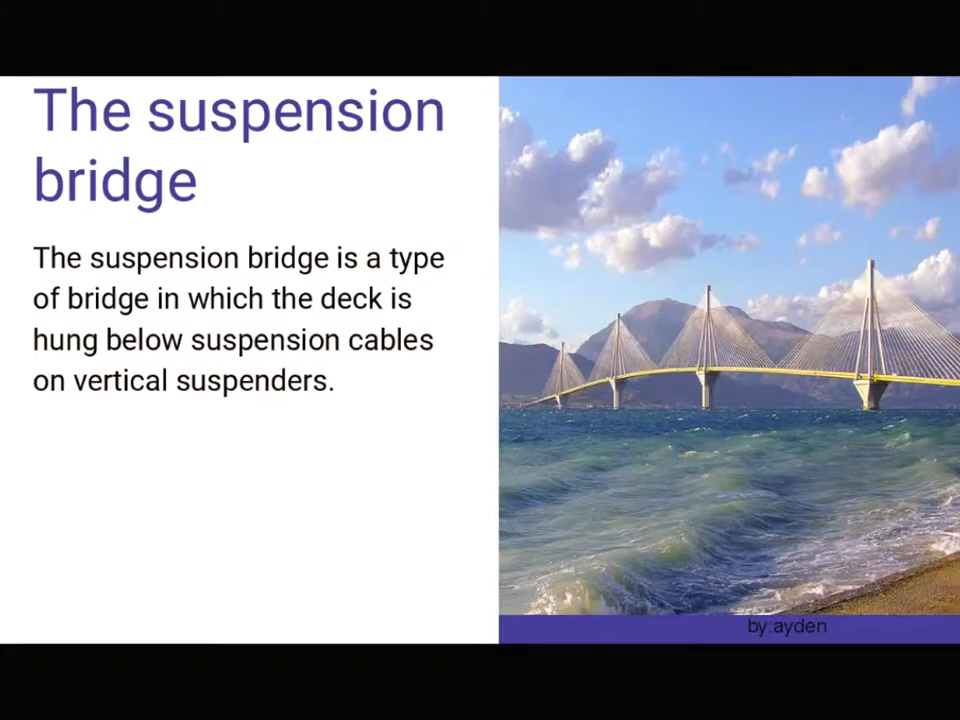 The suspension
bridge
The suspension bridge is a type
of bridge in which the deck is
hung below suspension cables
on vertical suspenders.
by:ayden